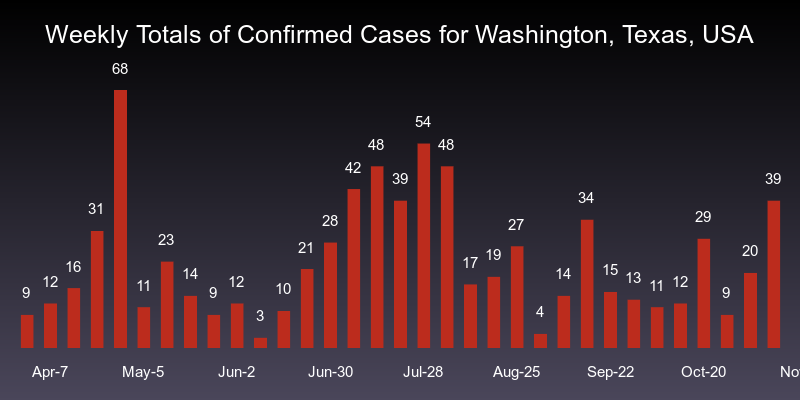 Weekly Totals of Confirmed Cases for Washington, Texas, USA
9 12 16 31 68 11 23 14 9 12 3 10 21 28 42 48 39 54 48 17 19 27 4 14 34 15 13 11 12 29 9 20 39
Apr-7 May-5 Jun-2 Jun-30 Jul-28 Aug-25 Sep-22 Oct-20